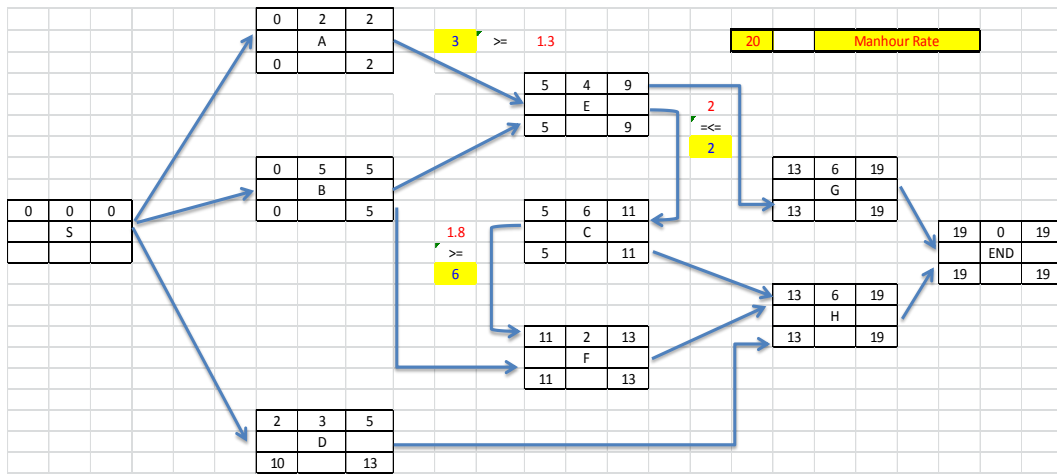 0 2 2
A
0 2
3 >= 1.3
20 Manhour Rate
5 4 9
E
5 9
2
=<=
2
0 5 5
B
0 5
13 6 19
G
13 19
0 0 0
S
5 6 11
C
5 11
1.8
>=
6
19 0 19
END
19 19
13 6 19
H
13 19
11 2 13
F
11 13
2 3 5
D
10 13